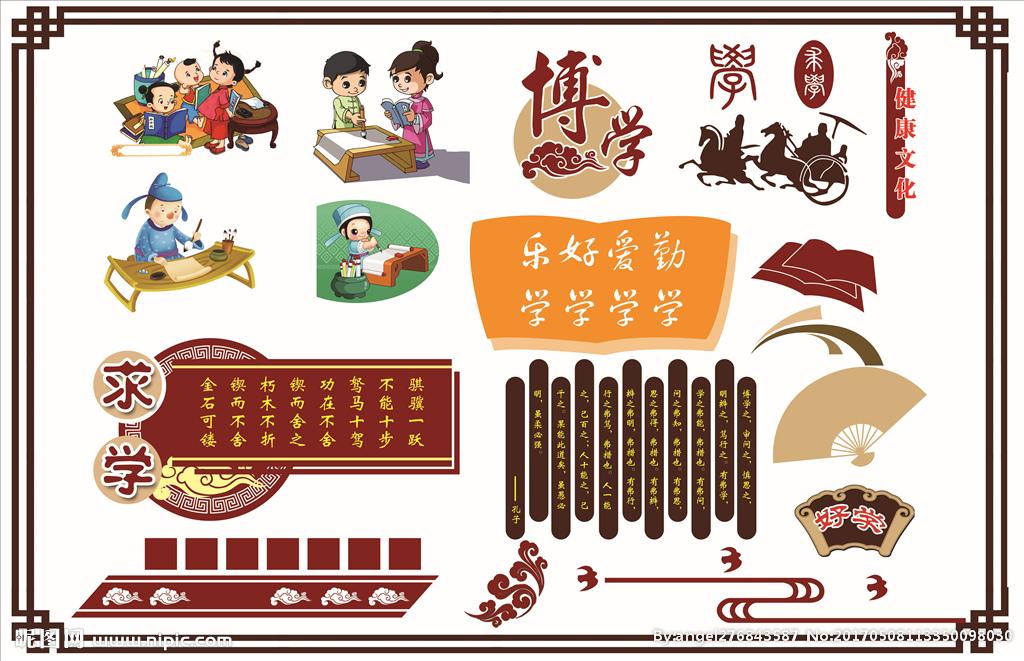 博学
學
健康文化
勤学
爱学
好学
乐学
求学
骐骥一跃
不能十步
驽马十驾
功在不舍
锲而舍之
朽木不折
锲而不舍
金石可镂
博学之，审问之，慎思之，
明辨之，笃行之。有弗学，
学之弗能，弗措也。有弗问，
问之弗知，弗措也。有弗思，
思之弗得，弗措也。有弗辨，
辨之弗明，弗措也。有弗行，
行之弗笃，弗措也。人一能
之，己百之；人十能之，己
千之。果能此道矣，虽愚必
明，虽柔必强。
——孔子
好学
昵图网 www.nipic.com
By:angel276843587 No:20170508113350098030